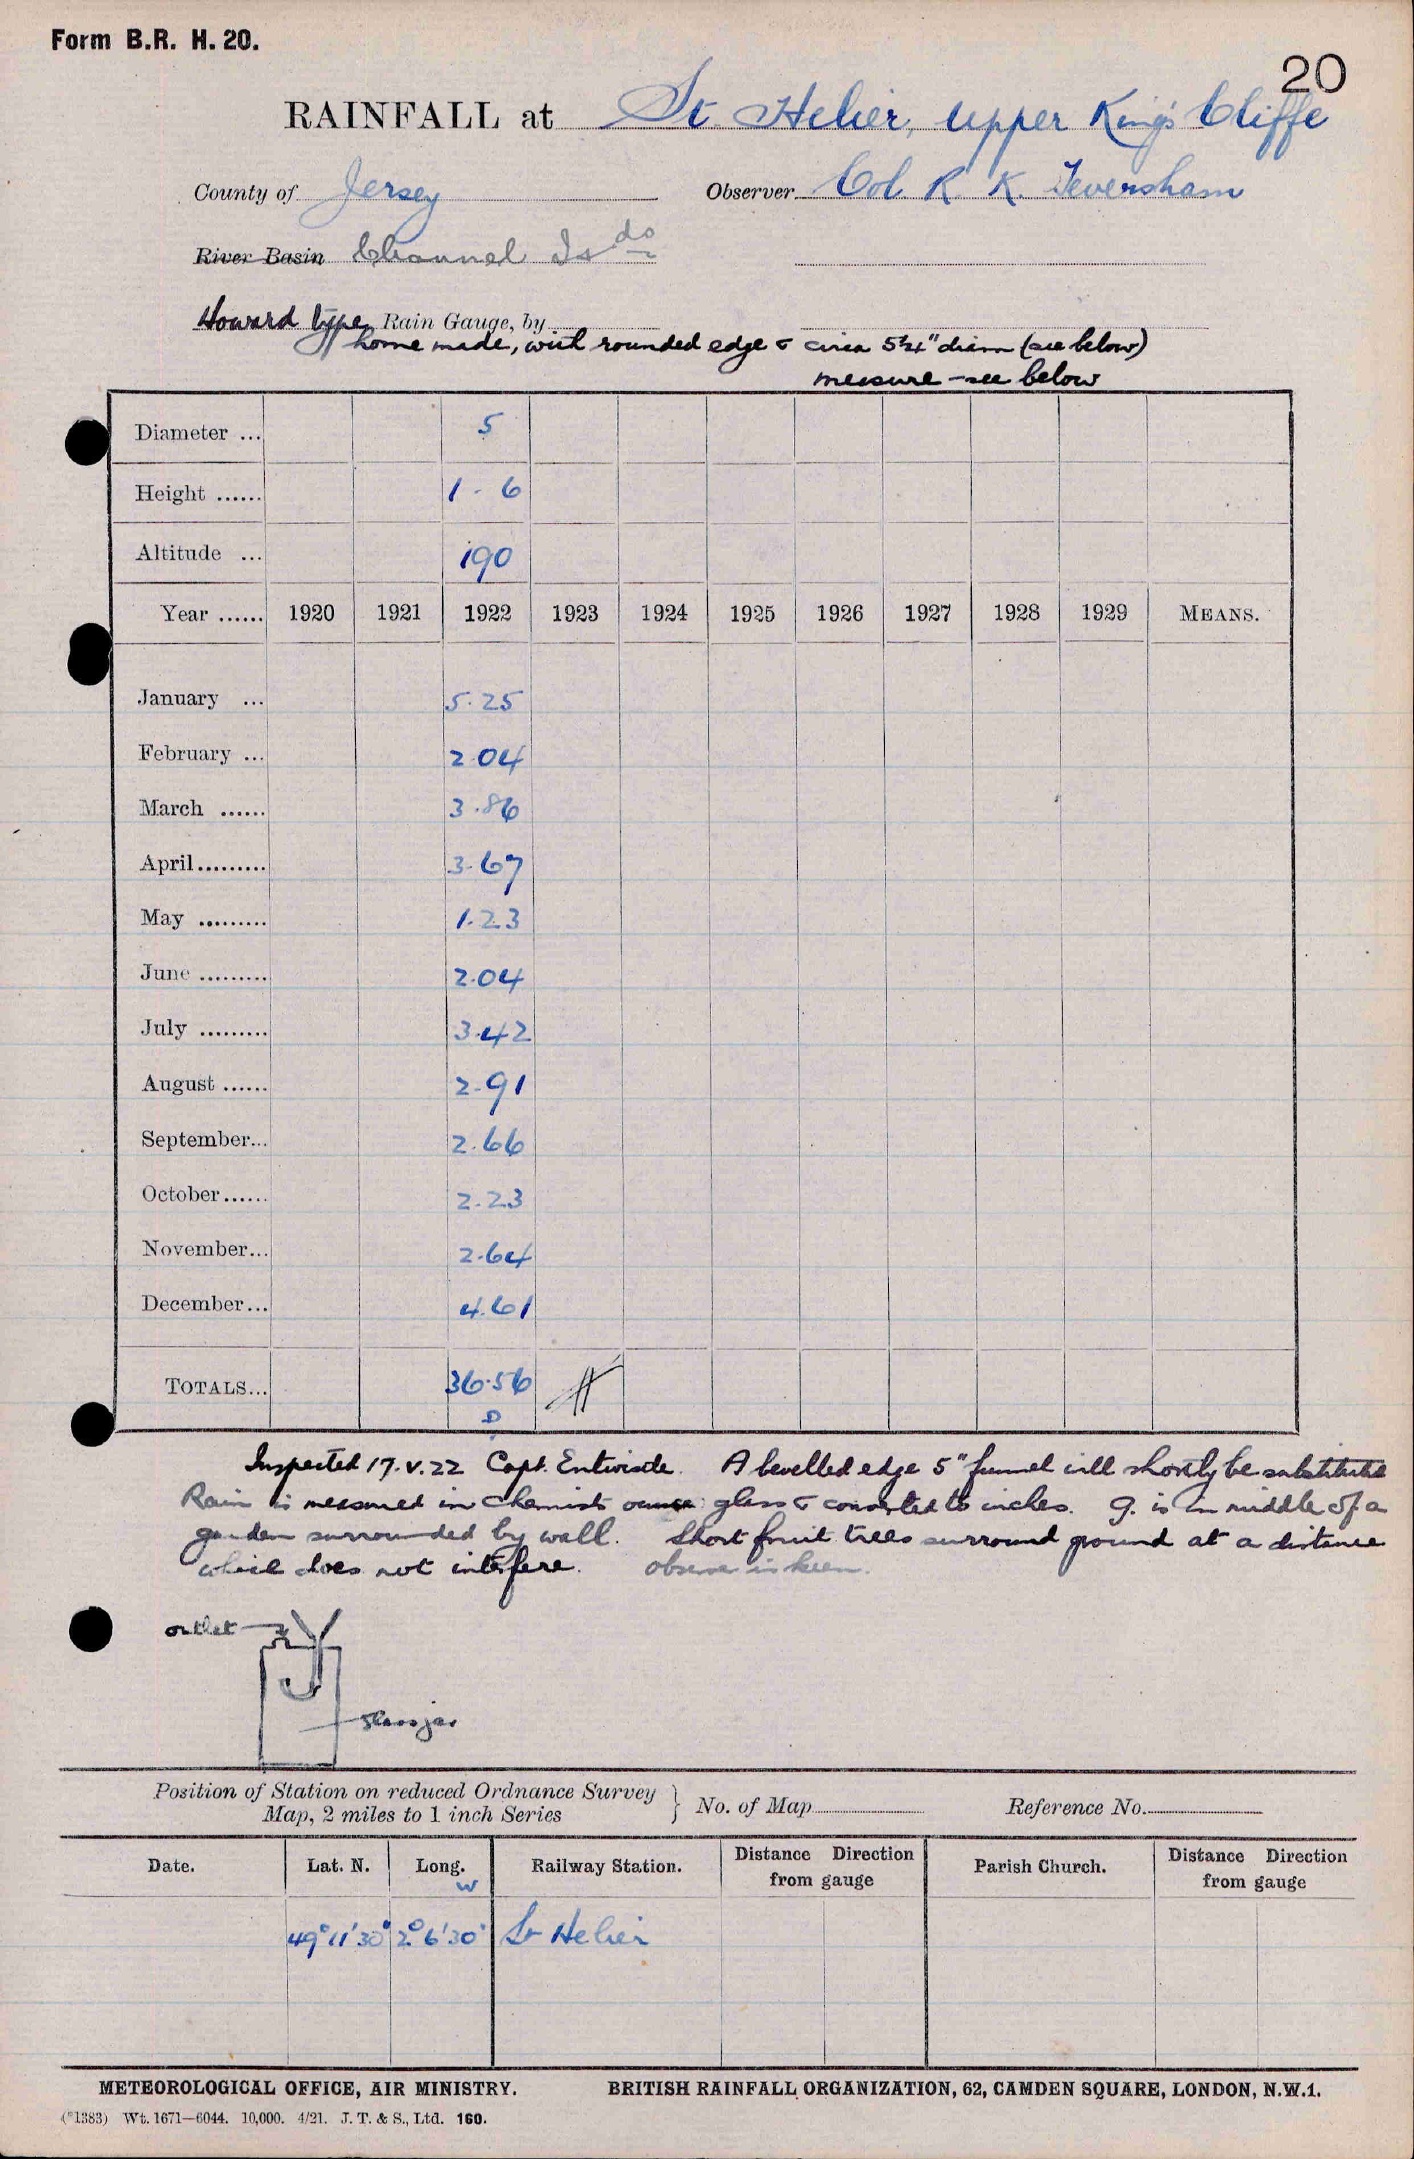 Form B.R. H. 20.
20
RAINFALL at St Helier, Upper King's Cliffe
County of Jersey Observer Col. R. K. Teversham
River Basin Channel Is ds
Howard type Rain Gauge, by
home made, with rounded edge & circa 5¼" diam (see below)
measure - see below
Diameter ... 5
Height ...... 1 - 6
Altitude ... 190
Year ...... 1920 1921 1922 1923 1924 1925 1926 1927 1928 1929 MEANS.
January ... 5.25
February ... 2.04
March ...... 3.86
April......... 3.67
May ......... 1.23
June ......... 2.04
July ......... 3.42
August ...... 2.91
September... 2.66
October...... 2.23
November... 2.64
December... 4.61
TOTALS... 36.56
D
Inspected 17.V.22 Capt. Entwistle. A bevelled edge 5" funnel will shortly be substituted
Rain is measured in Chemists ounce glass & converted to inches. G. is in middle of a
garden surrounded by wall. Short fruit trees surround ground at a distance
which does not interfere. observer is keen.
outlet
glass jar
Position of Station on reduced Ordnance Survey
Map, 2 miles to 1 inch Series } No. of Map Reference No.
Date. Lat. N. Long. W Railway Station. Distance Direction from gauge Parish Church. Distance Direction from gauge
49° 11' 30" 2° 6' 30" St Helier
METEOROLOGICAL OFFICE, AIR MINISTRY. BRITISH RAINFALL ORGANIZATION, 62, CAMDEN SQUARE, LONDON, N.W.1.
(*1383) Wt. 1671—6044. 10,000. 4/21. J. T. & S., Ltd. 160.